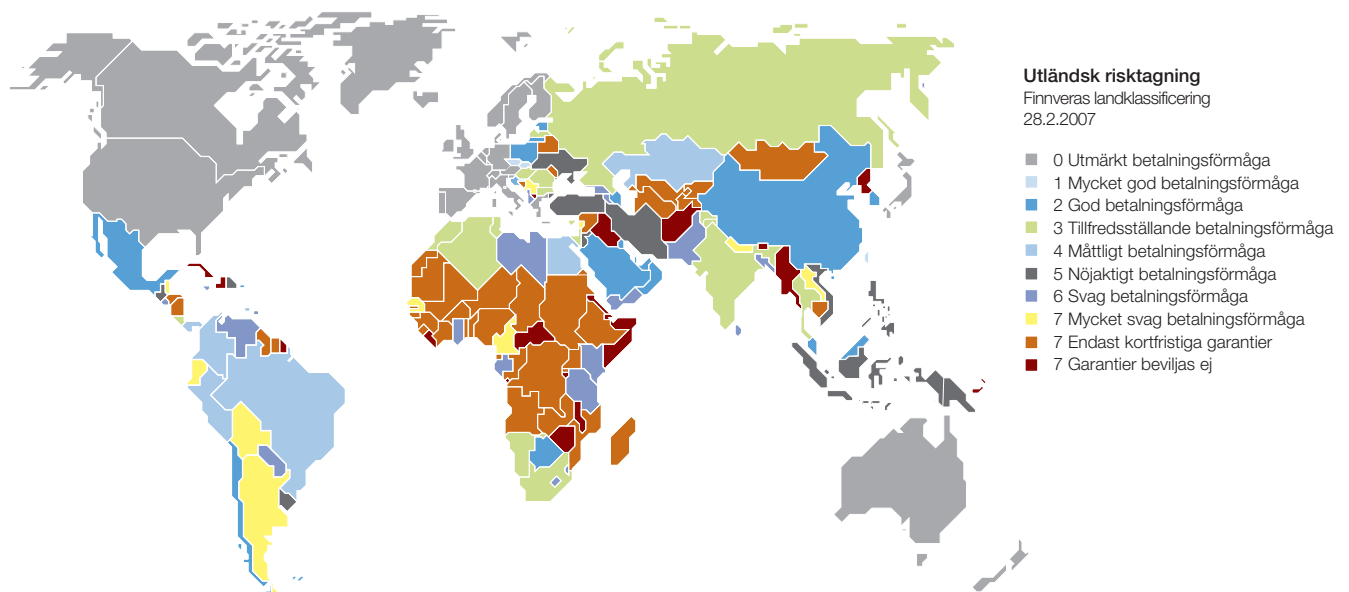 Utländsk risktagning
Finnveras landklassificering
28.2.2007
0 Utmärkt betalningsförmåga
1 Mycket god betalningsförmåga
2 God betalningsförmåga
3 Tillfredsställande betalningsförmåga
4 Måttligt betalningsförmåga
5 Nöjaktigt betalningsförmåga
6 Svag betalningsförmåga
7 Mycket svag betalningsförmåga
7 Endast kortfristiga garantier
7 Garantier beviljas ej